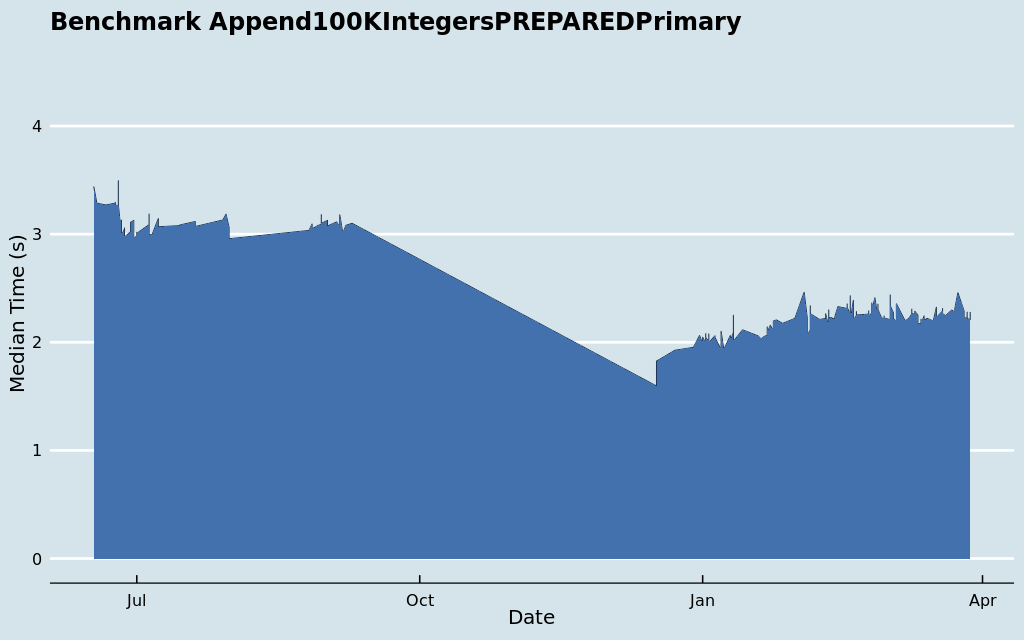 Benchmark Append100KIntegersPREPAREDPrimary
Median Time (s)
4
3
2
1
0
Jul
Oct
Jan
Apr
Date